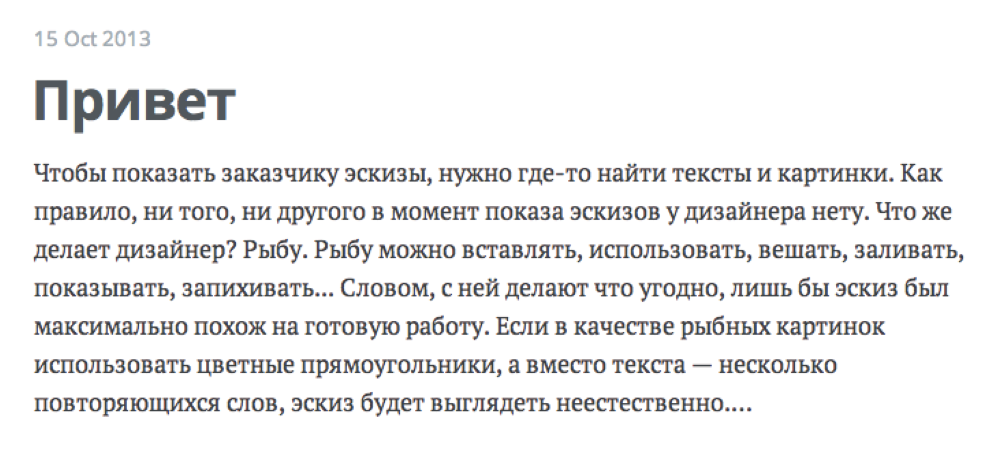 15 Oct 2013
Привет
Чтобы показать заказчику эскизы, нужно где-то найти тексты и картинки. Как
правило, ни того, ни другого в момент показа эскизов у дизайнера нету. Что же
делает дизайнер? Рыбу. Рыбу можно вставлять, использовать, вешать, заливать,
показывать, запихивать... Словом, с ней делают что угодно, лишь бы эскиз был
максимально похож на готовую работу. Если в качестве рыбных картинок
использовать цветные прямоугольники, а вместо текста — несколько
повторяющихся слов, эскиз будет выглядеть неестественно....